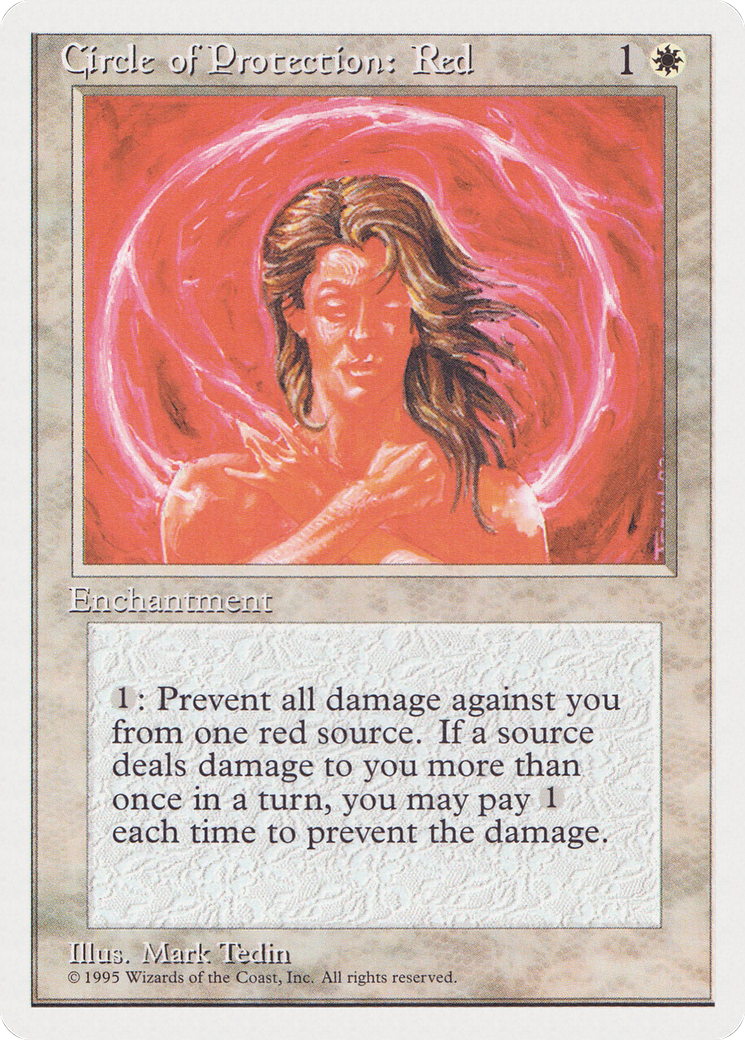 Circle of Protection: Red 1
Enchantment
1: Prevent all damage against you
from one red source. If a source
deals damage to you more than
once in a turn, you may pay 1
each time to prevent the damage.
Illus. Mark Tedin
© 1995 Wizards of the Coast, Inc. All rights reserved.